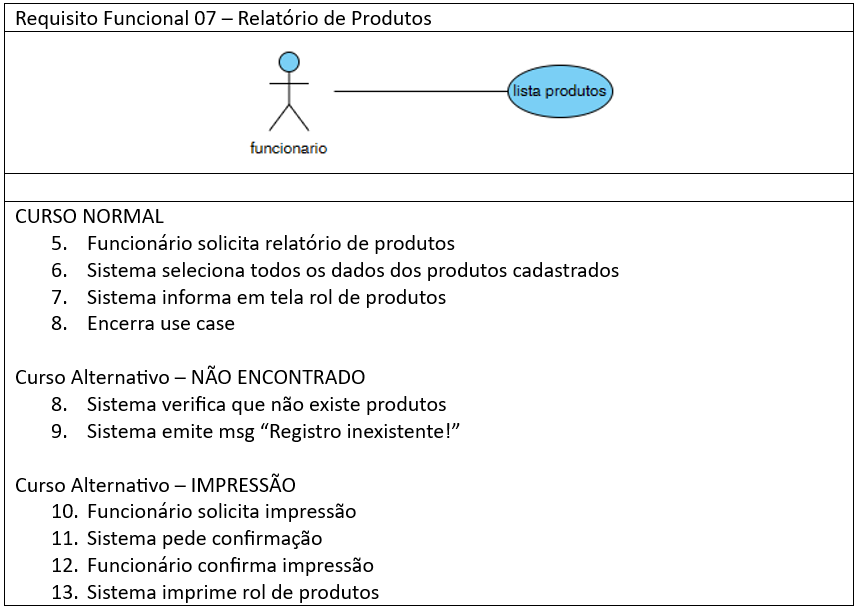 Requisito Funcional 07 – Relatório de Produtos
lista produtos
funcionario
CURSO NORMAL
5. Funcionário solicita relatório de produtos
6. Sistema seleciona todos os dados dos produtos cadastrados
7. Sistema informa em tela rol de produtos
8. Encerra use case
Curso Alternativo – NÃO ENCONTRADO
8. Sistema verifica que não existe produtos
9. Sistema emite msg “Registro inexistente!”
Curso Alternativo – IMPRESSÃO
10. Funcionário solicita impressão
11. Sistema pede confirmação
12. Funcionário confirma impressão
13. Sistema imprime rol de produtos